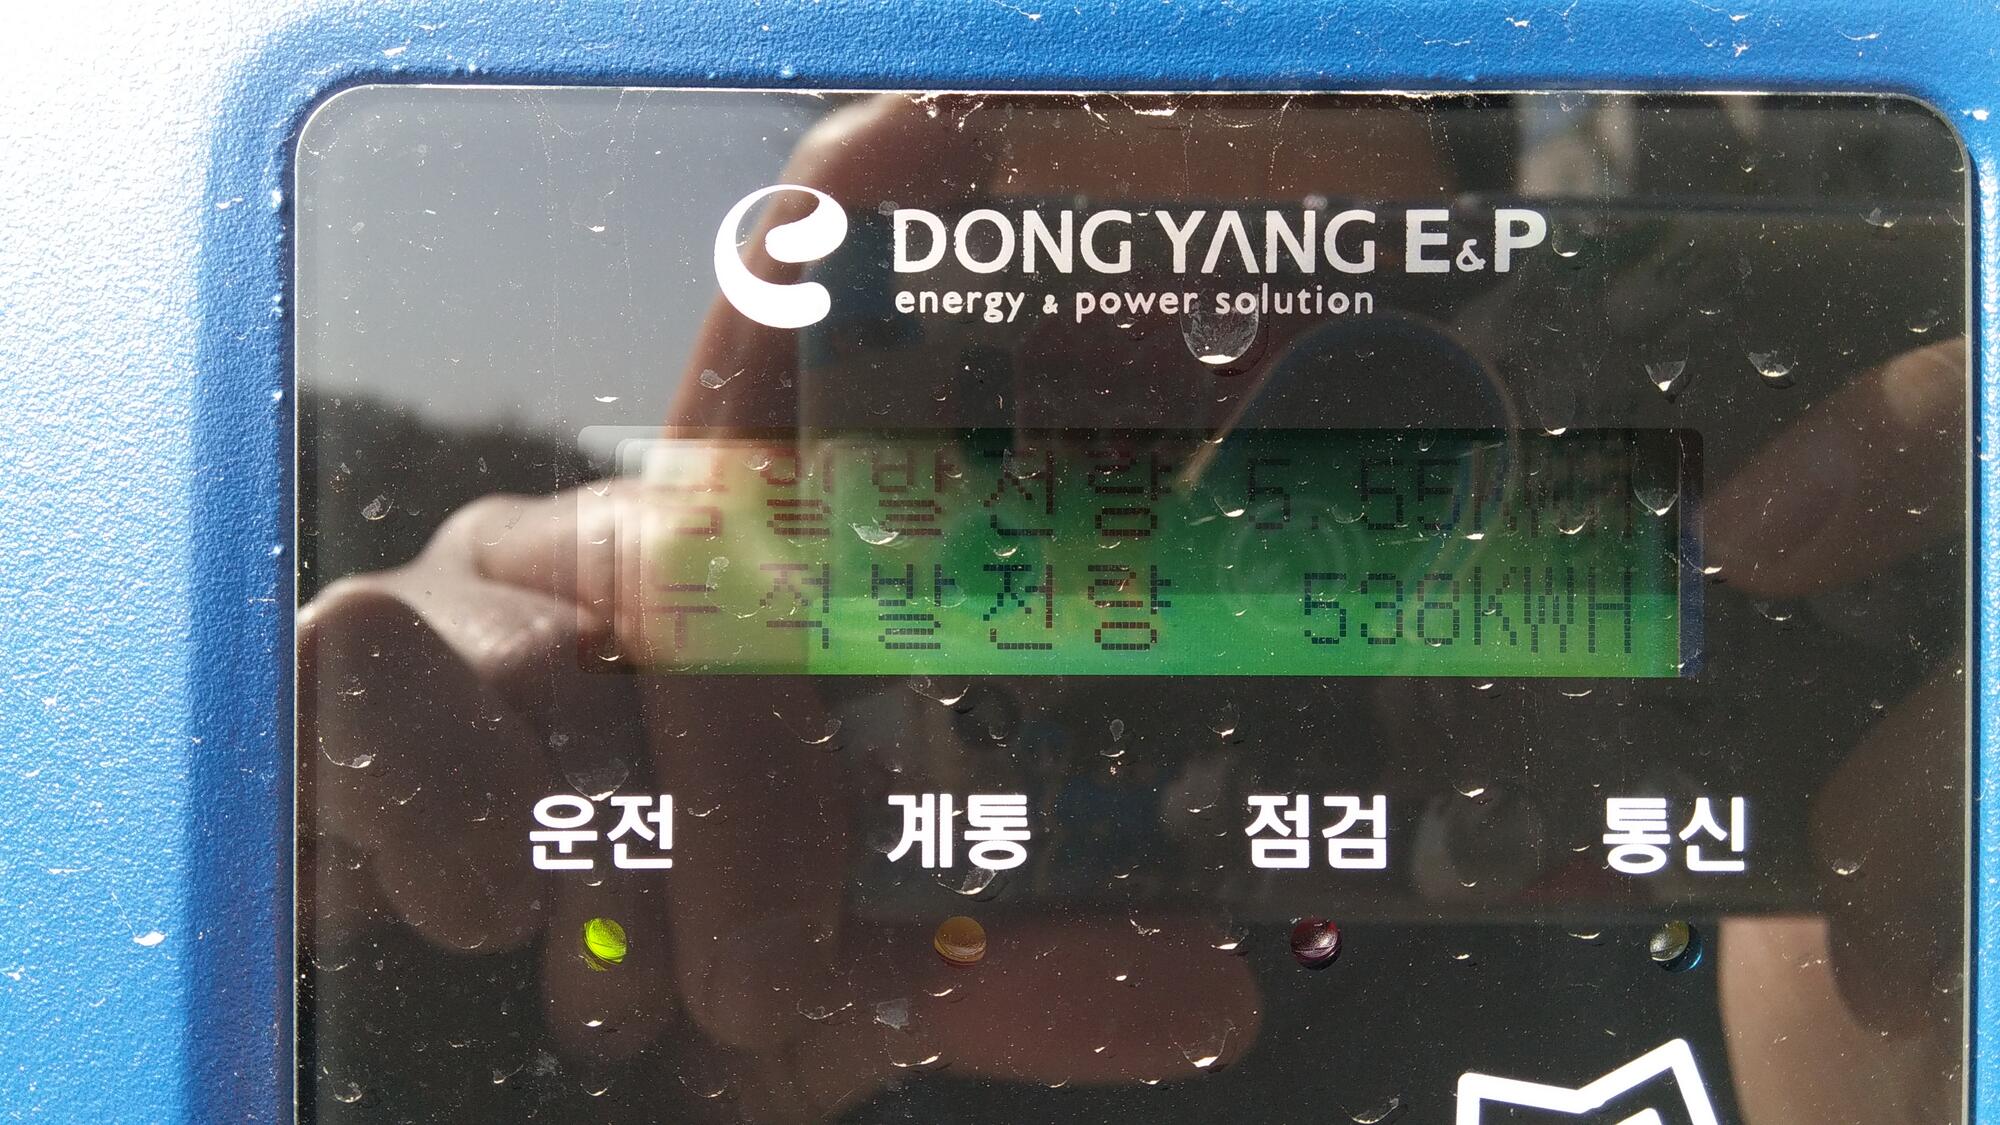 DONG YANG E&P
energy & power solution
금일발전량 5.55KWH
누적발전량 536KWH
운전 계통 점검 통신